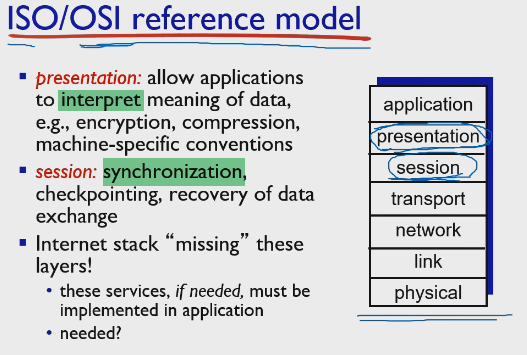 ISO/OSI reference model
▪ presentation: allow applications
to interpret meaning of data,
e.g., encryption, compression,
machine-specific conventions
▪ session: synchronization,
checkpointing, recovery of data
exchange
▪ Internet stack “missing” these
layers!
• these services, if needed, must be
implemented in application
• needed?
application
presentation
session
transport
network
link
physical